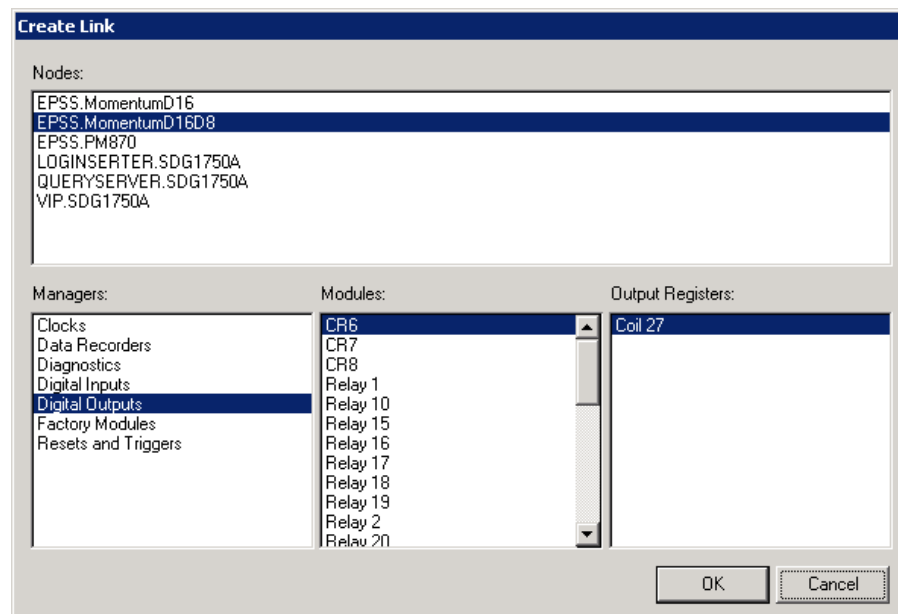 Create Link
Nodes:
EPSS.MomentumD16
EPSS.MomentumD16D8
EPSS.PM870
LOGINSERTER.SDG1750A
QUERYSERVER.SDG1750A
VIP.SDG1750A
Managers:
Clocks
Data Recorders
Diagnostics
Digital Inputs
Digital Outputs
Factory Modules
Resets and Triggers
Modules:
CR6
CR7
CR8
Relay 1
Relay 10
Relay 15
Relay 16
Relay 17
Relay 18
Relay 19
Relay 2
Relay 20
Output Registers:
Coil 27
OK
Cancel